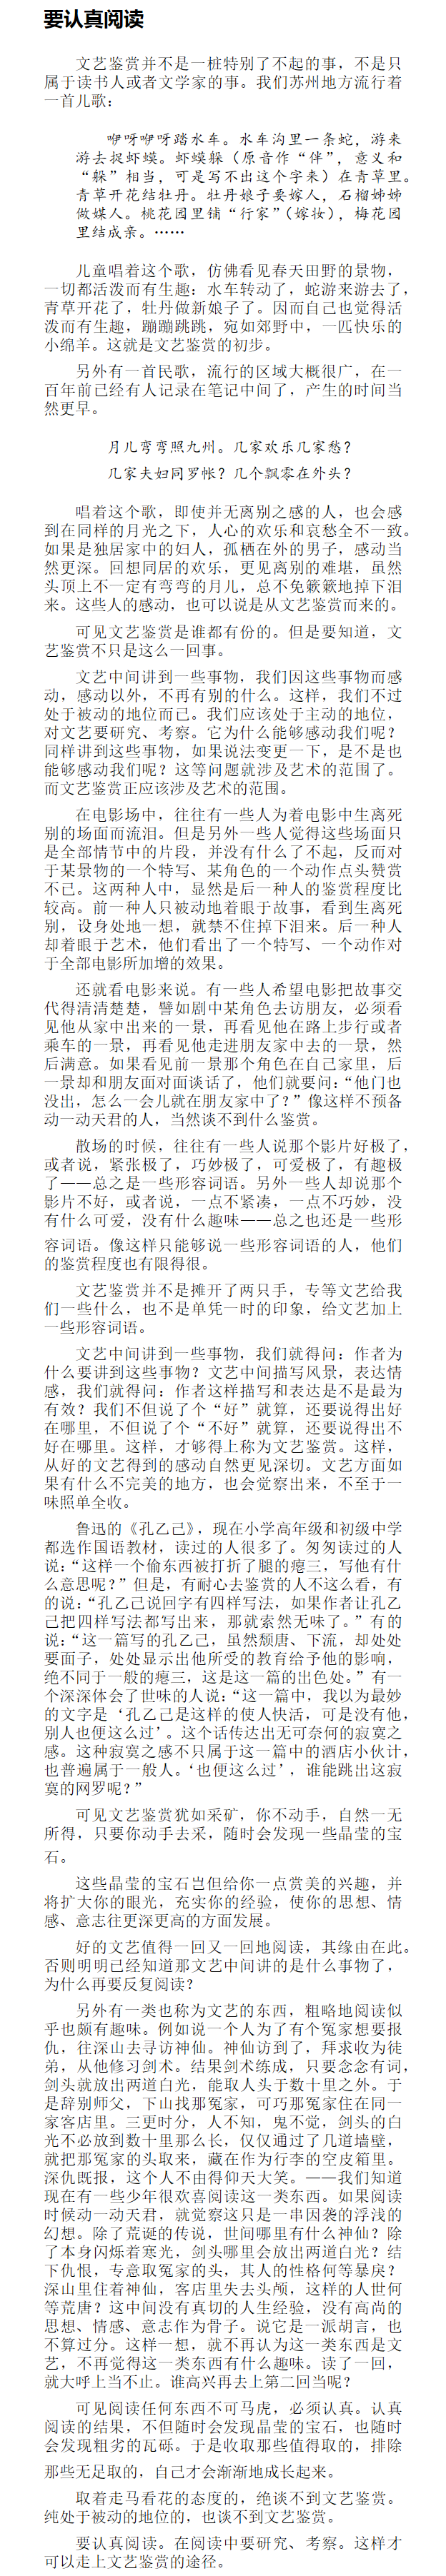 要认真阅读
文艺鉴赏并不是一桩特别了不起的事，不是只
属于读书人或者文学家的事。我们苏州地方流行着
一首儿歌：
咿呀咿呀踏水车。水车沟里一条蛇，游来
游去捉虾蟆。虾蟆躲（原音作“伴”，意义和
“躲”相当，可是写不出这个字来）在青草里。
青草开花结牡丹。牡丹娘子要嫁人，石榴姊姊
做媒人。桃花园里铺“行家”（嫁妆），梅花园
里结成亲。……
儿童唱着这个歌，仿佛看见春天田野的景物，
一切都活泼而有生趣：水车转动了，蛇游来游去了，
青草开花了，牡丹做新娘子了。因而自己也觉得活
泼而有生趣，蹦蹦跳跳，宛如郊野中，一匹快乐的
小绵羊。这就是文艺鉴赏的初步。
另外有一首民歌，流行的区域大概很广，在一
百年前已经有人记录在笔记中间了，产生的时间当
然更早。
月儿弯弯照九州。几家欢乐几家愁？
几家夫妇同罗帐？几个飘零在外头？
唱着这个歌，即使并无离别之感的人，也会感
到在同样的月光之下，人心的欢乐和哀愁全不一致。
如果是独居家中的妇人，孤栖在外的男子，感动当
然更深。回想同居的欢乐，更见离别的难堪，虽然
头顶上不一定有弯弯的月儿，总不免簌簌地掉下泪
来。这些人的感动，也可以说是从文艺鉴赏而来的。
可见文艺鉴赏是谁都有份的。但是要知道，文
艺鉴赏不只是这么一回事。
文艺中间讲到一些事物，我们因这些事物而感
动，感动以外，不再有别的什么。这样，我们不过
处于被动的地位而已。我们应该处于主动的地位，
对文艺要研究、考察。它为什么能够感动我们呢？
同样讲到这些事物，如果说法变更一下，是不是也
能够感动我们呢？这等问题就涉及艺术的范围了。
而文艺鉴赏正应该涉及艺术的范围。
在电影场中，往往有一些人为着电影中生离死
别的场面而流泪。但是另外一些人觉得这些场面只
是全部情节中的片段，并没有什么了不起，反而对
于某景物的一个特写、某角色的一个动作点头赞赏
不已。这两种人中，显然是后一种人的鉴赏程度比
较高。前一种人只被动地着眼于故事，看到生离死
别，设身处地一想，就禁不住掉下泪来。后一种人
却着眼于艺术，他们看出了一个特写、一个动作对
于全部电影所加增的效果。
还就看电影来说。有一些人希望电影把故事交
代得清清楚楚，譬如剧中某角色去访朋友，必须看
见他从家中出来的一景，再看见他在路上步行或者
乘车的一景，再看见他走进朋友家中去的一景，然
后满意。如果看见前一景那个角色在自己家里，后
一景却和朋友面对面谈话了，他们就要问：“他门也
没出，怎么一会儿就在朋友家中了？”像这样不预备
动一动天君的人，当然谈不到什么鉴赏。
散场的时候，往往有一些人说那个影片好极了，
或者说，紧张极了，巧妙极了，可爱极了，有趣极
了——总之是一些形容词语。另外一些人却说那个
影片不好，或者说，一点不紧凑，一点不巧妙，没
有什么可爱，没有什么趣味——总之也还是一些形
容词语。像这样只能够说一些形容词语的人，他们
的鉴赏程度也有限得很。
文艺鉴赏并不是摊开了两只手，专等文艺给我
们一些什么，也不是单凭一时的印象，给文艺加上
一些形容词语。
文艺中间讲到一些事物，我们就得问：作者为
什么要讲到这些事物？文艺中间描写风景，表达情
感，我们就得问：作者这样描写和表达是不是最为
有效？我们不但说了个“好”就算，还要说得出好
在哪里，不但说了个“不好”就算，还要说得出不
好在哪里。这样，才够得上称为文艺鉴赏。这样，
从好的文艺得到的感动自然更见深切。文艺方面如
果有什么不完美的地方，也会觉察出来，不至于一
味照单全收。
鲁迅的《孔乙己》，现在小学高年级和初级中学
都选作国语教材，读过的人很多了。匆匆读过的人
说：“这样一个偷东西被打折了腿的瘪三，写他有什
么意思呢？”但是，有耐心去鉴赏的人不这么看，有
的说：“孔乙己说回字有四样写法，如果作者让孔乙
己把四样写法都写出来，那就索然无味了。”有的
说：“这一篇写的孔乙己，虽然颓唐、下流，却处处
要面子，处处显示出他所受的教育给予他的影响，
绝不同于一般的瘪三，这是这一篇的出色处。”有一
个深深体会了世味的人说：“这一篇中，我以为最妙
的文字是‘孔乙己是这样的使人快活，可是没有他，
别人也便这么过’。这个话传达出无可奈何的寂寞之
感。这种寂寞之感不只属于这一篇中的酒店小伙计，
也普遍属于一般人。‘也便这么过’，谁能跳出这寂
寞的网罗呢？”
可见文艺鉴赏犹如采矿，你不动手，自然一无
所得，只要你动手去采，随时会发现一些晶莹的宝
石。
这些晶莹的宝石岂但给你一点赏美的兴趣，并
将扩大你的眼光，充实你的经验，使你的思想、情
感、意志往更深更高的方面发展。
好的文艺值得一回又一回地阅读，其缘由在此。
否则明明已经知道那文艺中间讲的是什么事物了，
为什么再要反复阅读？
另外有一类也称为文艺的东西，粗略地阅读似
乎也颇有趣味。例如说一个人为了有个冤家想要报
仇，往深山去寻访神仙。神仙访到了，拜求收为徒
弟，从他修习剑术。结果剑术练成，只要念念有词，
剑头就放出两道白光，能取人头于数十里之外。于
是辞别师父，下山找那冤家，可巧那冤家住在同一
家客店里。三更时分，人不知，鬼不觉，剑头的白
光不必放到数十里那么长，仅仅通过了几道墙壁，
就把那冤家的头取来，藏在作为行李的空皮箱里。
深仇既报，这个人不由得仰天大笑。——我们知道
现在有一些少年很欢喜阅读这一类东西。如果阅读
时候动一动天君，就觉察这只是一串因袭的浮浅的
幻想。除了荒诞的传说，世间哪里有什么神仙？除
了本身闪烁着寒光，剑头哪里会放出两道白光？结
下仇恨，专意取冤家的头，其人的性格何等暴戾？
深山里住着神仙，客店里失去头颅，这样的人世何
等荒唐？这中间没有真切的人生经验，没有高尚的
思想、情感、意志作为骨子。说它是一派胡言，也
不算过分。这样一想，就不再认为这一类东西是文
艺，不再觉得这一类东西有什么趣味。读了一回，
就大呼上当不止。谁高兴再去上第二回当呢？
可见阅读任何东西不可马虎，必须认真。认真
阅读的结果，不但随时会发现晶莹的宝石，也随时
会发现粗劣的瓦砾。于是收取那些值得取的，排除
那些无足取的，自己才会渐渐地成长起来。
取着走马看花的态度的，绝谈不到文艺鉴赏。
纯处于被动的地位的，也谈不到文艺鉴赏。
要认真阅读。在阅读中要研究、考察。这样才
可以走上文艺鉴赏的途径。